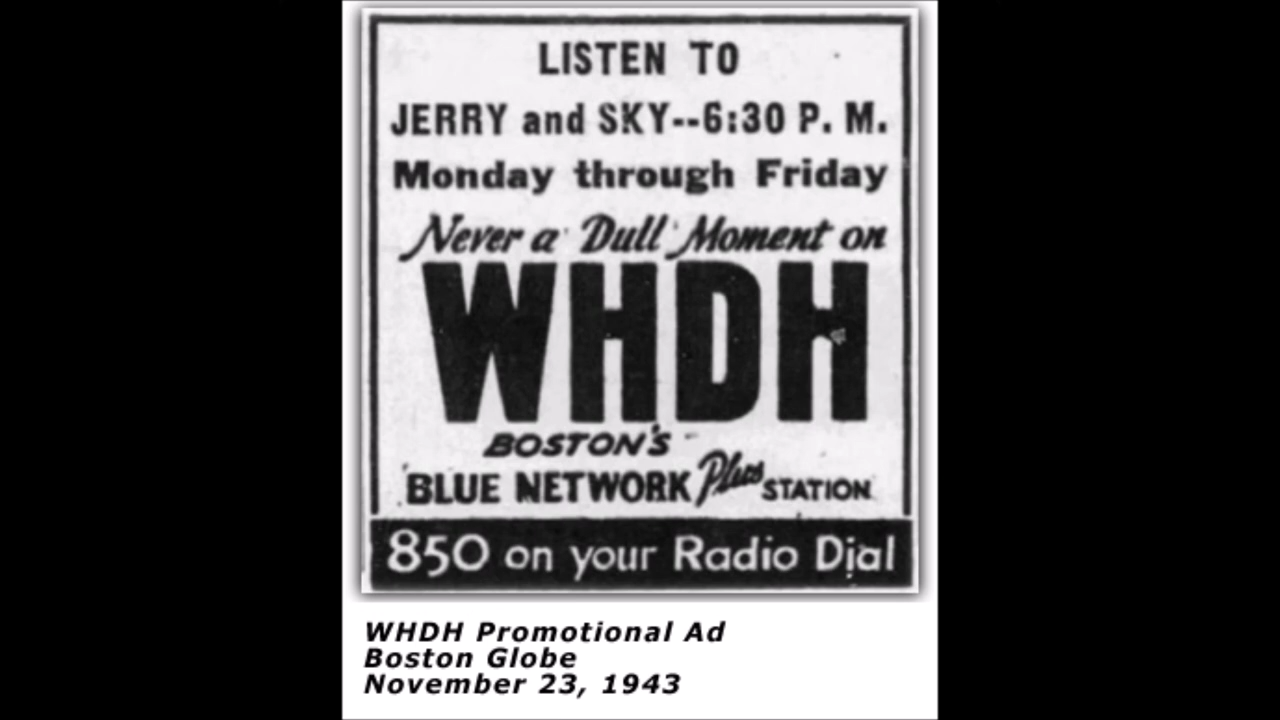 LISTEN TO
JERRY and SKY--6:30 P. M.
Monday through Friday
Never a Dull Moment on
WHDH
BOSTON'S
BLUE NETWORK Plus STATION
850 on your Radio Dial
WHDH Promotional Ad
Boston Globe
November 23, 1943